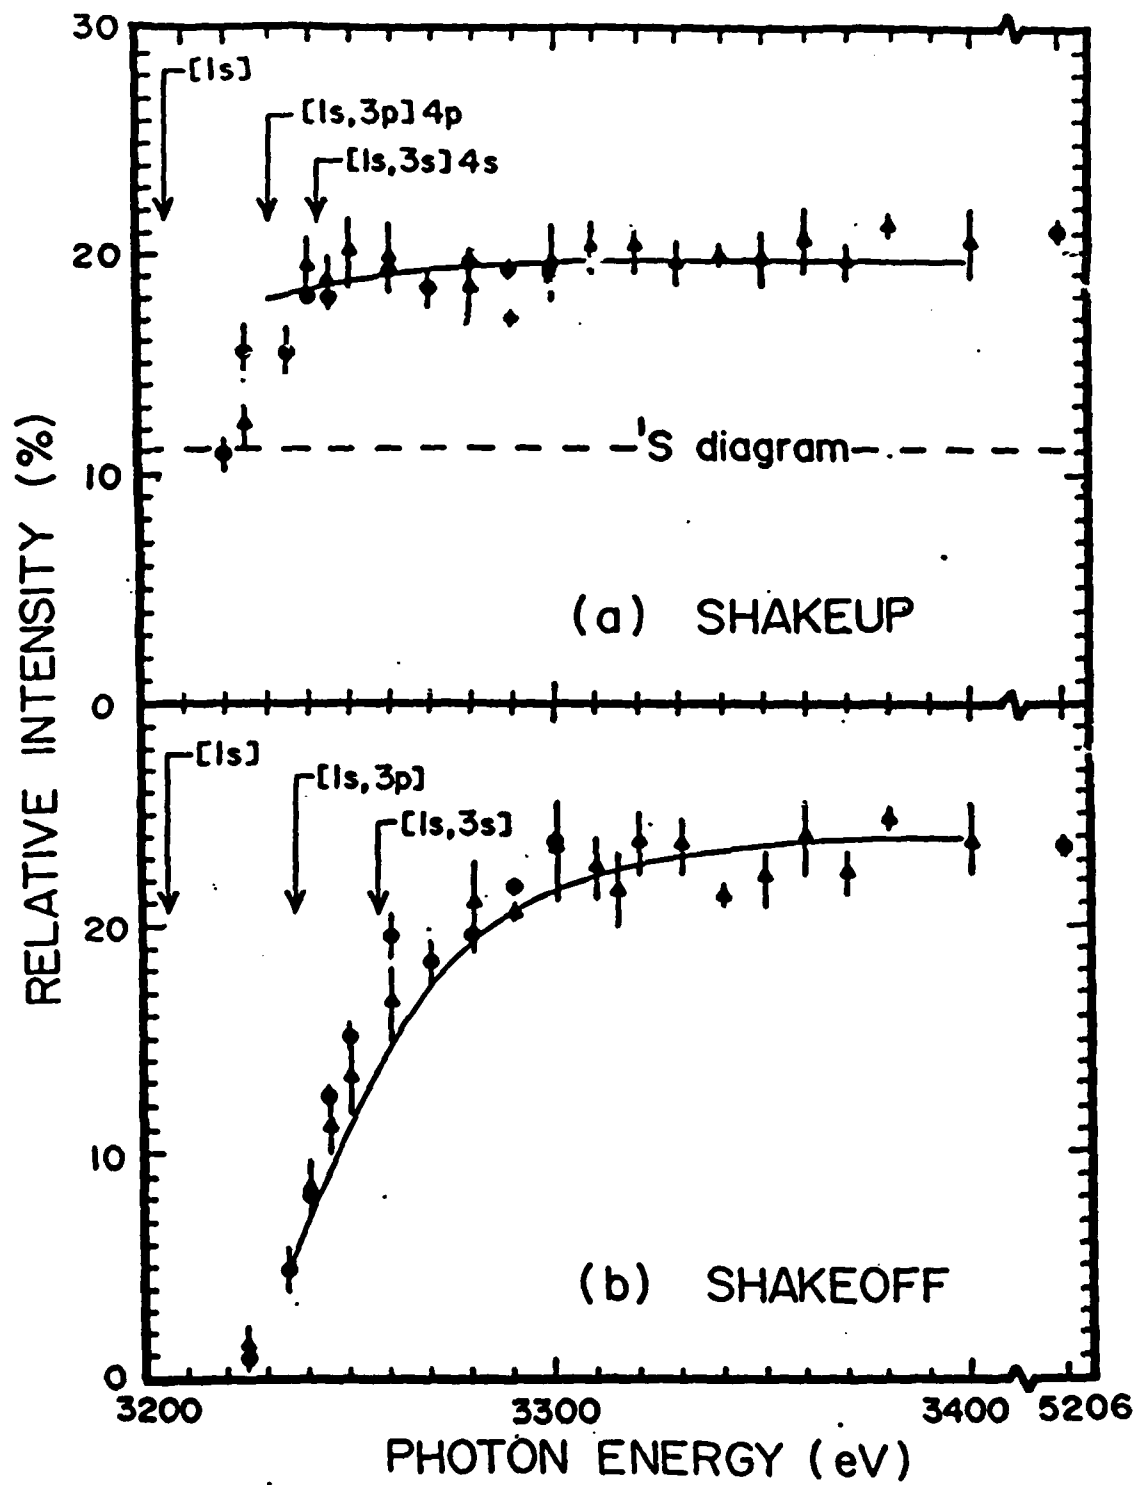 30
[1s]
[1s,3p]4p
[1s,3s]4s
20
¹S diagram
10
(a) SHAKEUP
0
RELATIVE INTENSITY (%)
[1s]
[1s,3p]
[1s,3s]
20
10
(b) SHAKEOFF
0
3200 3300 3400 5206
PHOTON ENERGY (eV)